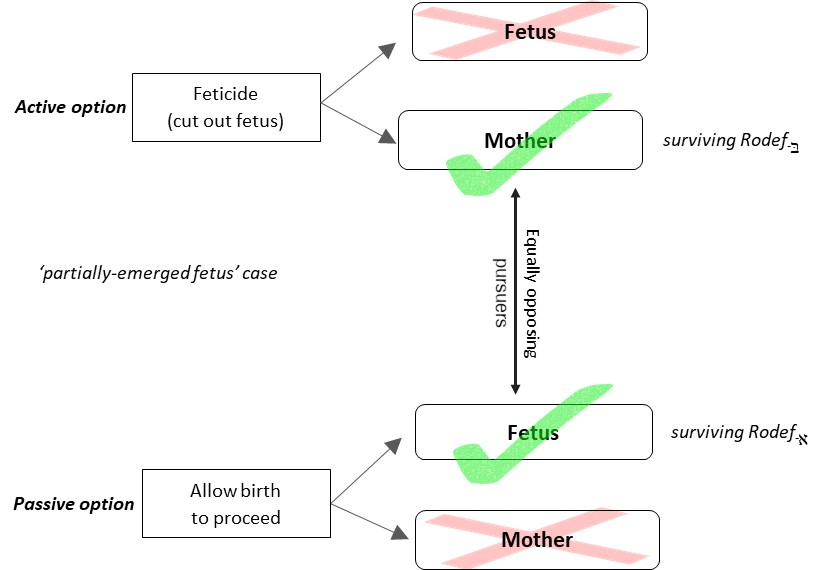 Fetus
Active option
Feticide
(cut out fetus)
Mother
surviving Rodef-ב
'partially-emerged fetus' case
Equally opposing
pursuers
Fetus
surviving Rodef-א
Passive option
Allow birth
to proceed
Mother